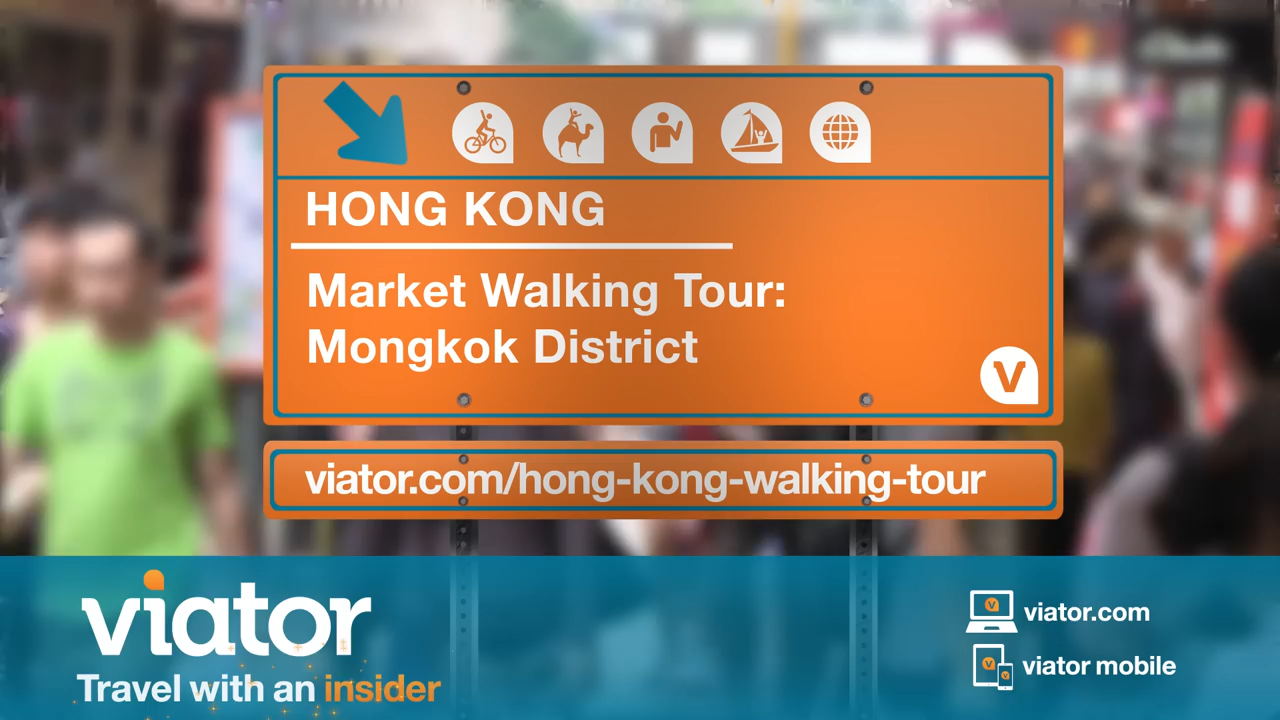 HONG KONG
Market Walking Tour:
Mongkok District
V
viator.com/hong-kong-walking-tour
viator
Travel with an insider
V viator.com
V V viator mobile